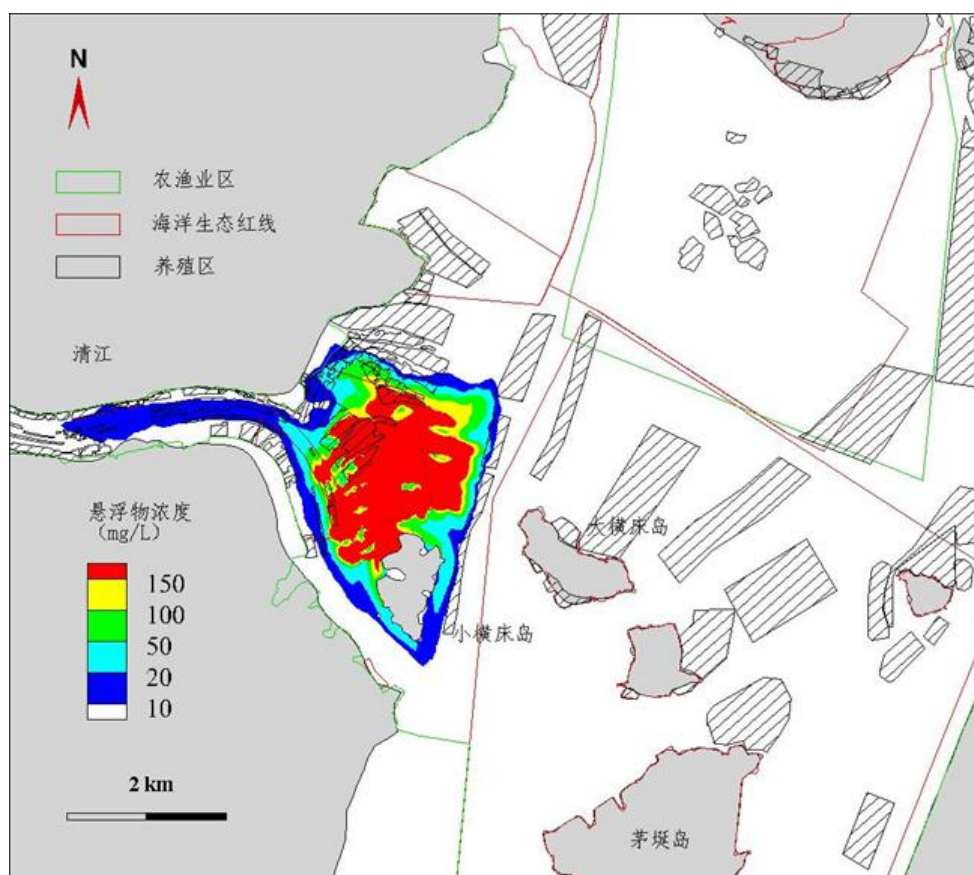 N
农渔业区
海洋生态红线
养殖区
清江
悬浮物浓度
(mg/L)
150
100
50
20
10
2 km
大横床岛
小横床岛
茅埏岛